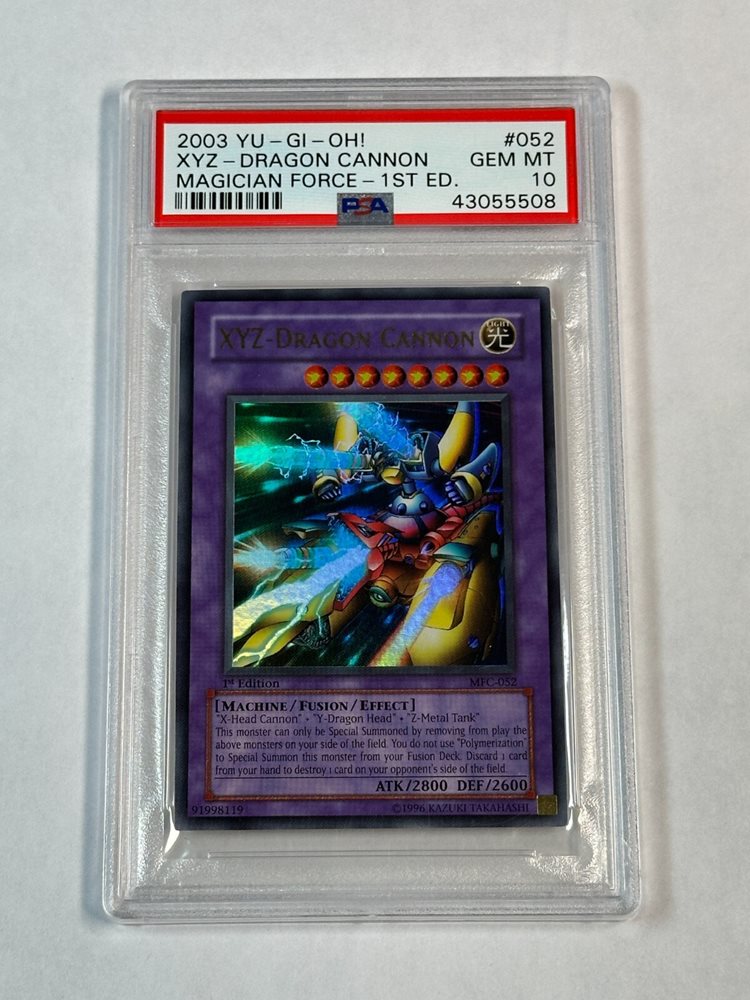 2003 YU-GI-OH! #052
XYZ-DRAGON CANNON GEM MT
MAGICIAN FORCE-1ST ED. 10
PSA 43055508
XYZ-DRAGON CANNON
LIGHT
光
1st Edition MFC-052
[MACHINE/FUSION/EFFECT]
"X-Head Cannon" + "Y-Dragon Head" + "Z-Metal Tank"
This monster can only be Special Summoned by removing from play the
above monsters on your side of the field. You do not use "Polymerization"
to Special Summon this monster from your Fusion Deck. Discard 1 card
from your hand to destroy 1 card on your opponent's side of the field.
ATK/2800 DEF/2600
91998119 ©1996 KAZUKI TAKAHASHI